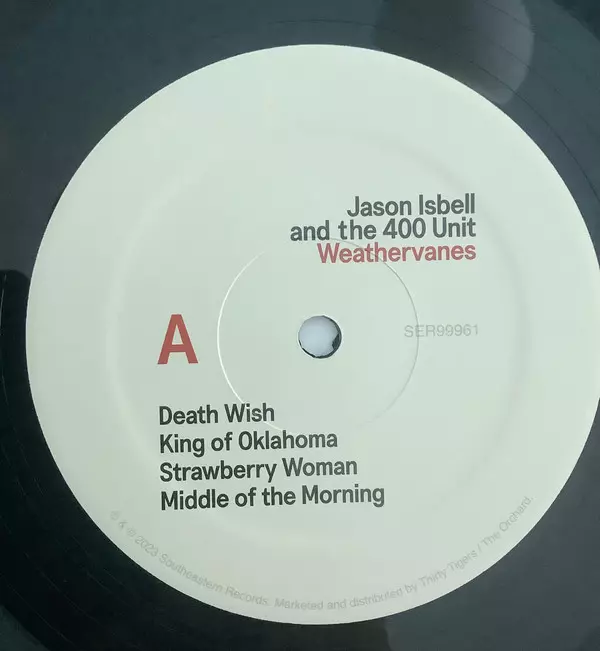 Jason Isbell
and the 400 Unit
Weathervanes
SER99961
A
Death Wish
King of Oklahoma
Strawberry Woman
Middle of the Morning
℗ & © 2023 Southeastern Records. Marketed and distributed by Thirty Tigers / The Orchard.